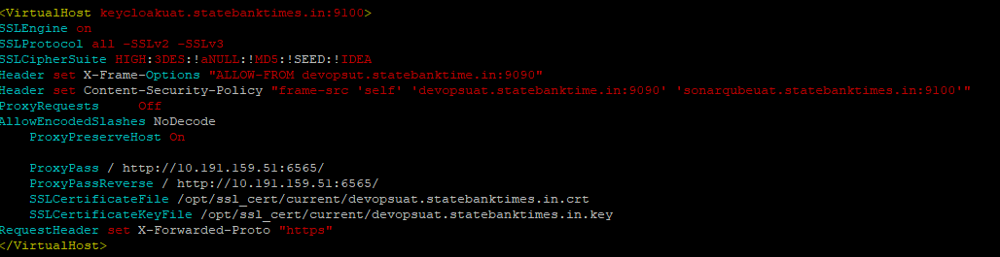 <VirtualHost keycloakuat.statebanktimes.in:9100>
SSLEngine on
SSLProtocol all -SSLv2 -SSLv3
SSLCipherSuite HIGH:3DES:!aNULL:!MD5:!SEED:!IDEA
Header set X-Frame-Options "ALLOW-FROM devopsut.statebanktime.in:9090"
Header set Content-Security-Policy "frame-src 'self' 'devopsuat.statebanktime.in:9090' 'sonarqubeuat.statebanktimes.in:9100'"
ProxyRequests Off
AllowEncodedSlashes NoDecode
ProxyPreserveHost On
ProxyPass / http://10.191.159.51:6565/
ProxyPassReverse / http://10.191.159.51:6565/
SSLCertificateFile /opt/ssl_cert/current/devopsuat.statebanktimes.in.crt
SSLCertificateKeyFile /opt/ssl_cert/current/devopsuat.statebanktimes.in.key
RequestHeader set X-Forwarded-Proto "https"
</VirtualHost>